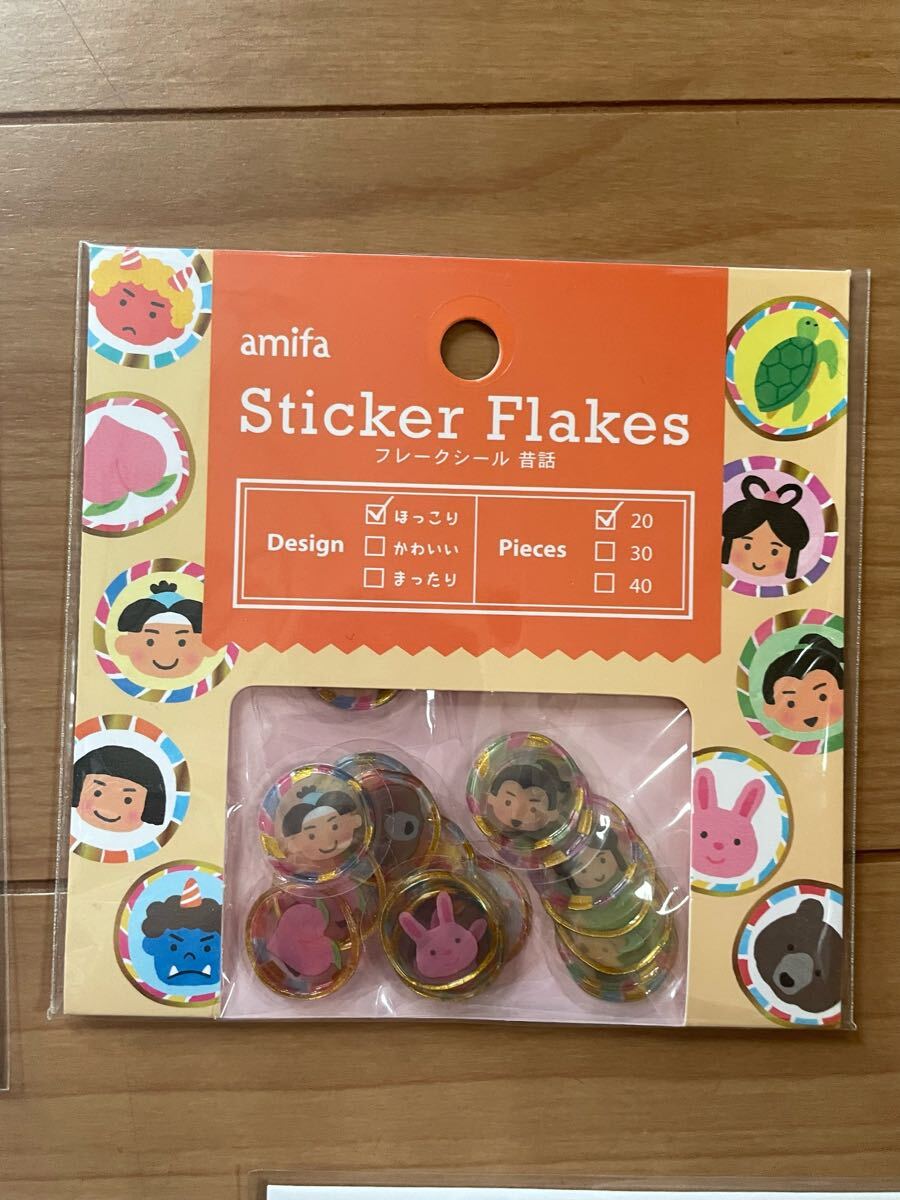 amifa
Sticker Flakes
フレークシール 昔話
Design
ほっこり
かわいい
まったり
Pieces
20
30
40